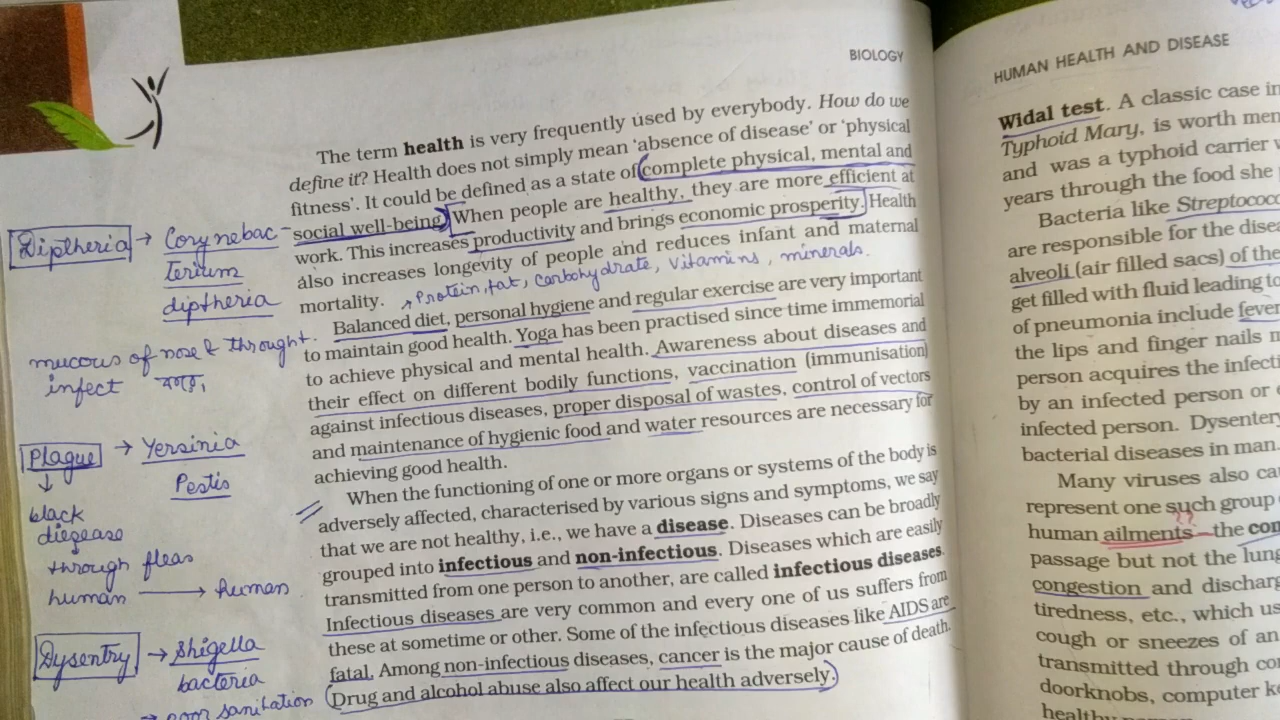 BIOLOGY
The term health is very frequently used by everybody. How do we
define it? Health does not simply mean 'absence of disease' or 'physical
fitness'. It could be defined as a state of complete physical, mental and
social well-being. When people are healthy, they are more efficient at
work. This increases productivity and brings economic prosperity. Health
also increases longevity of people and reduces infant and maternal
mortality.
Protein, fat, Carbohydrate, Vitamins, minerals.
Balanced diet, personal hygiene and regular exercise are very important
to maintain good health. Yoga has been practised since time immemorial
to achieve physical and mental health. Awareness about diseases and
their effect on different bodily functions, vaccination (immunisation)
against infectious diseases, proper disposal of wastes, control of vectors
and maintenance of hygienic food and water resources are necessary for
achieving good health.
When the functioning of one or more organs or systems of the body is
adversely affected, characterised by various signs and symptoms, we say
that we are not healthy, i.e., we have a disease. Diseases can be broadly
grouped into infectious and non-infectious. Diseases which are easily
transmitted from one person to another, are called infectious diseases.
Infectious diseases are very common and every one of us suffers from
these at sometime or other. Some of the infectious diseases like AIDS are
fatal. Among non-infectious diseases, cancer is the major cause of death.
Drug and alcohol abuse also affect our health adversely.
Diptheria → Corynebac-
terium
diptheria
mucous of nose & throught.
infect
Plague → Yersinia
Pestis
↓
black
diegease
through fleas
human → human
Dysentry → Shigella
bacteria
→ poor sanitation
HUMAN HEALTH AND DISEASE
Widal test. A classic case in
Typhoid Mary, is worth men
and was a typhoid carrier
years through the food she
Bacteria like Streptococc
are responsible for the disea
alveoli (air filled sacs) of the
get filled with fluid leading to
of pneumonia include fever
the lips and finger nails
person acquires the infecti
by an infected person or
infected person. Dysenter
bacterial diseases in man.
Many viruses also ca
represent one such group
??
human ailments – the con
passage but not the lung
congestion and discharg
tiredness, etc., which us
cough or sneezes of an
transmitted through con
doorknobs, computer ke
healthy